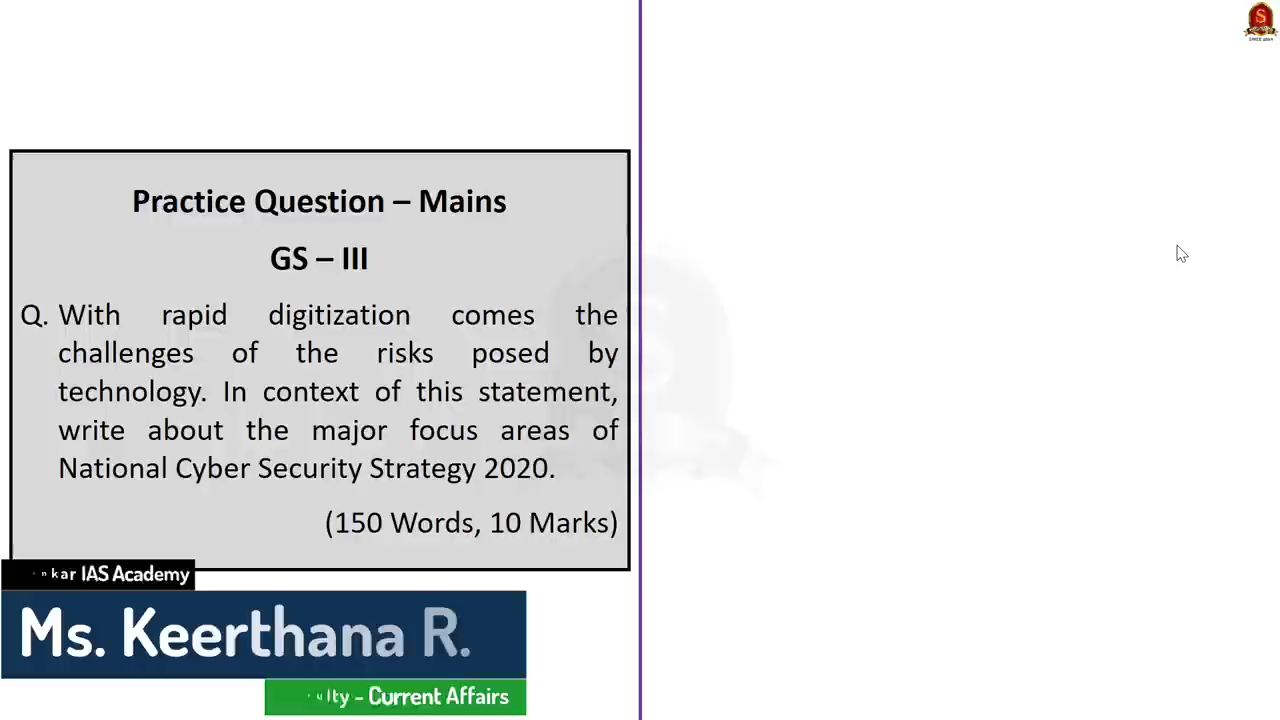 Practice Question – Mains
GS – III
Q. With rapid digitization comes the
challenges of the risks posed by
technology. In context of this statement,
write about the major focus areas of
National Cyber Security Strategy 2020.
(150 Words, 10 Marks)
IAS Academy
Ms. Keerthana R.
- Current Affairs
S